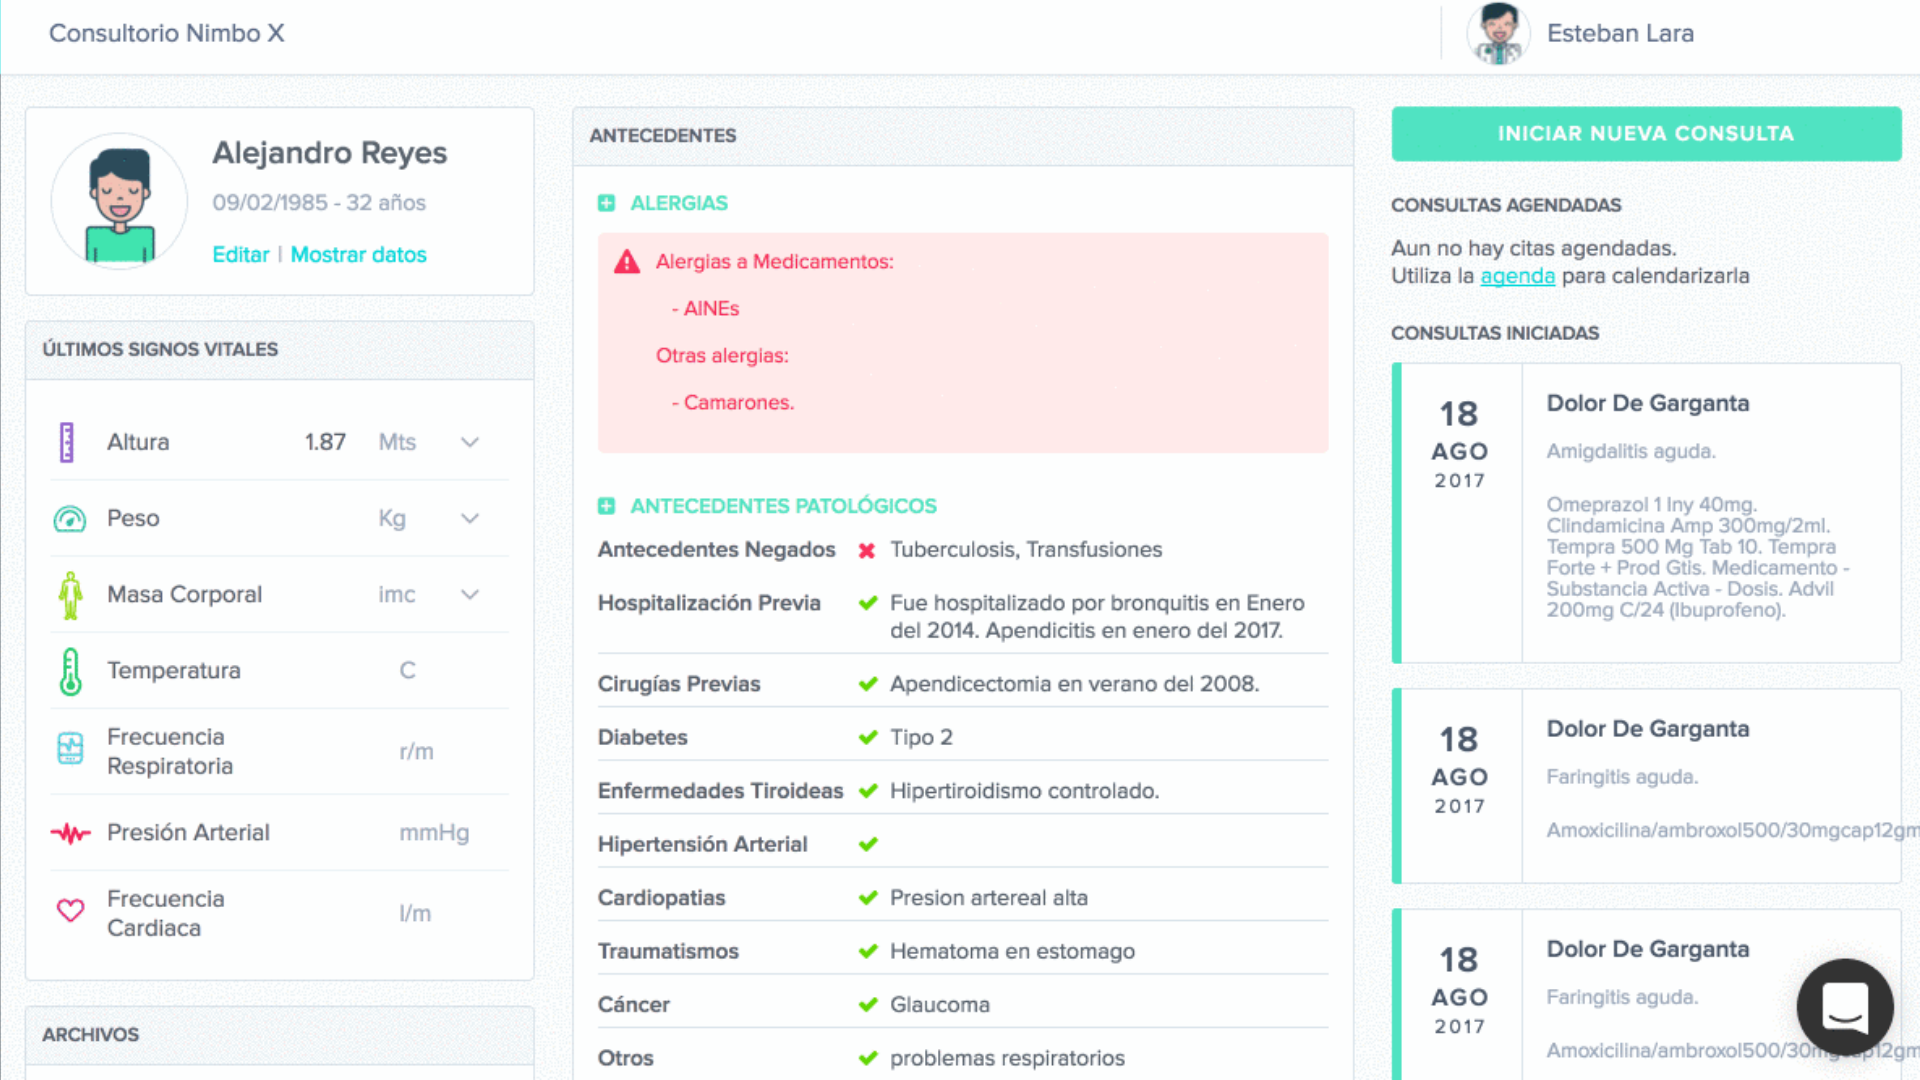 Consultorio Nimbo X
Esteban Lara
Alejandro Reyes
09/02/1985 - 32 años
Editar | Mostrar datos
ÚLTIMOS SIGNOS VITALES
Altura 1.87 Mts
Peso Kg
Masa Corporal imc
Temperatura C
Frecuencia
Respiratoria
r/m
Presión Arterial mmHg
Frecuencia
Cardiaca
l/m
ARCHIVOS
ANTECEDENTES
ALERGIAS
Alergias a Medicamentos:
- AINEs
Otras alergias:
- Camarones.
ANTECEDENTES PATOLÓGICOS
Antecedentes Negados Tuberculosis, Transfusiones
Hospitalización Previa Fue hospitalizado por bronquitis en Enero
del 2014. Apendicitis en enero del 2017.
Cirugías Previas Apendicectomia en verano del 2008.
Diabetes Tipo 2
Enfermedades Tiroideas Hipertiroidismo controlado.
Hipertensión Arterial
Cardiopatias Presion artereal alta
Traumatismos Hematoma en estomago
Cáncer Glaucoma
Otros problemas respiratorios
INICIAR NUEVA CONSULTA
CONSULTAS AGENDADAS
Aun no hay citas agendadas.
Utiliza la agenda para calendarizarla
CONSULTAS INICIADAS
18
AGO
2017
Dolor De Garganta
Amigdalitis aguda.
Omeprazol 1 Iny 40mg.
Clindamicina Amp 300mg/2ml.
Tempra 500 Mg Tab 10. Tempra
Forte + Prod Gtis. Medicamento -
Substancia Activa - Dosis. Advil
200mg C/24 (Ibuprofeno).
18
AGO
2017
Dolor De Garganta
Faringitis aguda.
Amoxicilina/ambroxol500/30mgcap12gm
18
AGO
2017
Dolor De Garganta
Faringitis aguda.